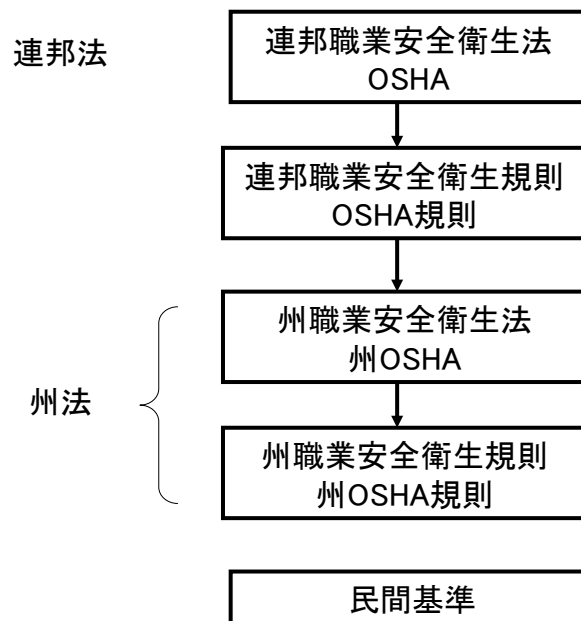 連邦法
連邦職業安全衛生法
OSHA
連邦職業安全衛生規則
OSHA規則
州法
州職業安全衛生法
州OSHA
州職業安全衛生規則
州OSHA規則
民間基準